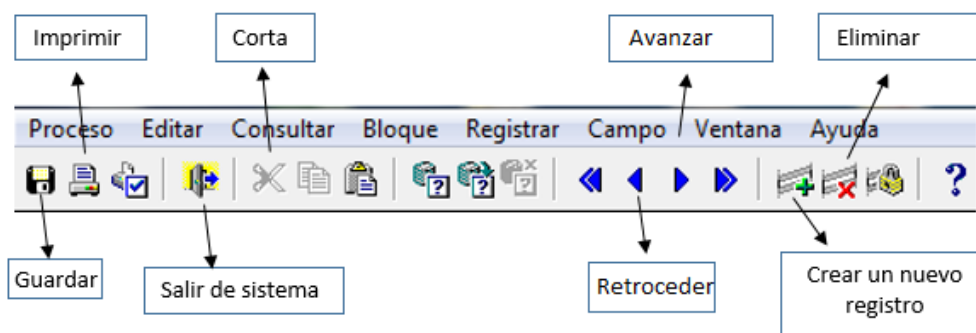 Imprimir
Corta
Avanzar
Eliminar
Proceso Editar Consultar Bloque Registrar Campo Ventana Ayuda
? ? ? ?
Guardar
Salir de sistema
Retroceder
Crear un nuevo
registro